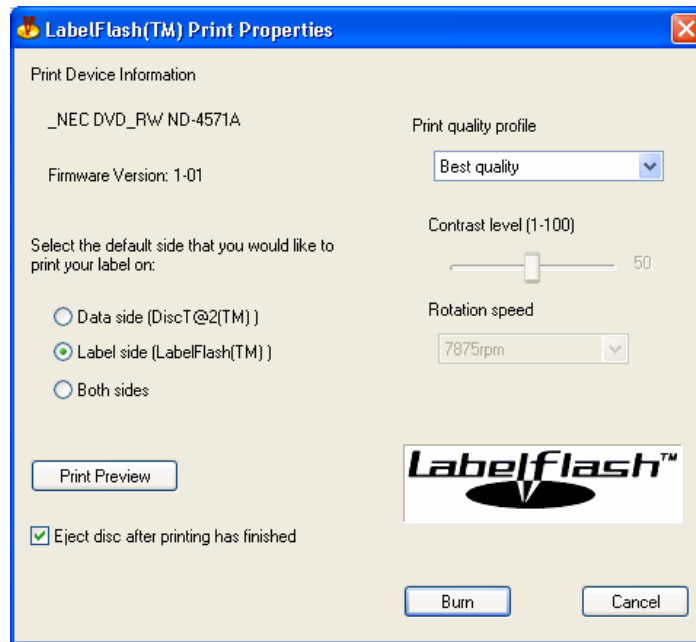 LabelFlash(TM) Print Properties
Print Device Information
_NEC DVD_RW ND-4571A
Firmware Version: 1-01
Select the default side that you would like to
print your label on:
Data side (DiscT@2(TM) )
Label side (LabelFlash(TM) )
Both sides
Print Preview
Eject disc after printing has finished
Print quality profile
Best quality
Contrast level (1-100)
50
Rotation speed
7875rpm
Labelflash™
Burn
Cancel